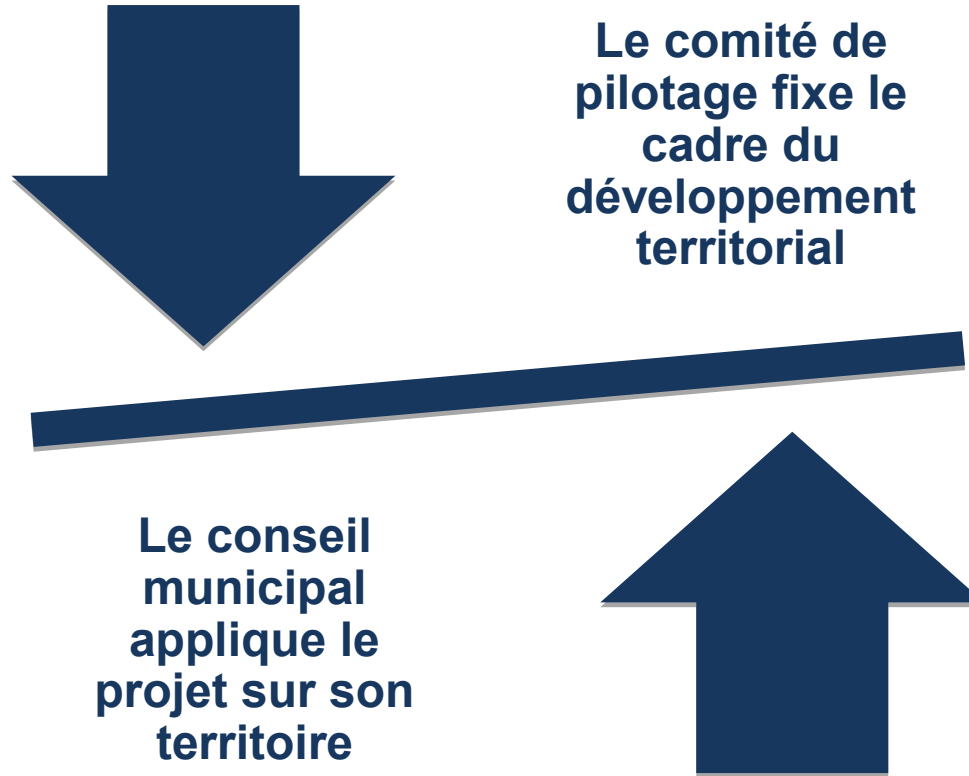 Le comité de
pilotage fixe le
cadre du
développement
territorial
Le conseil
municipal
applique le
projet sur son
territoire